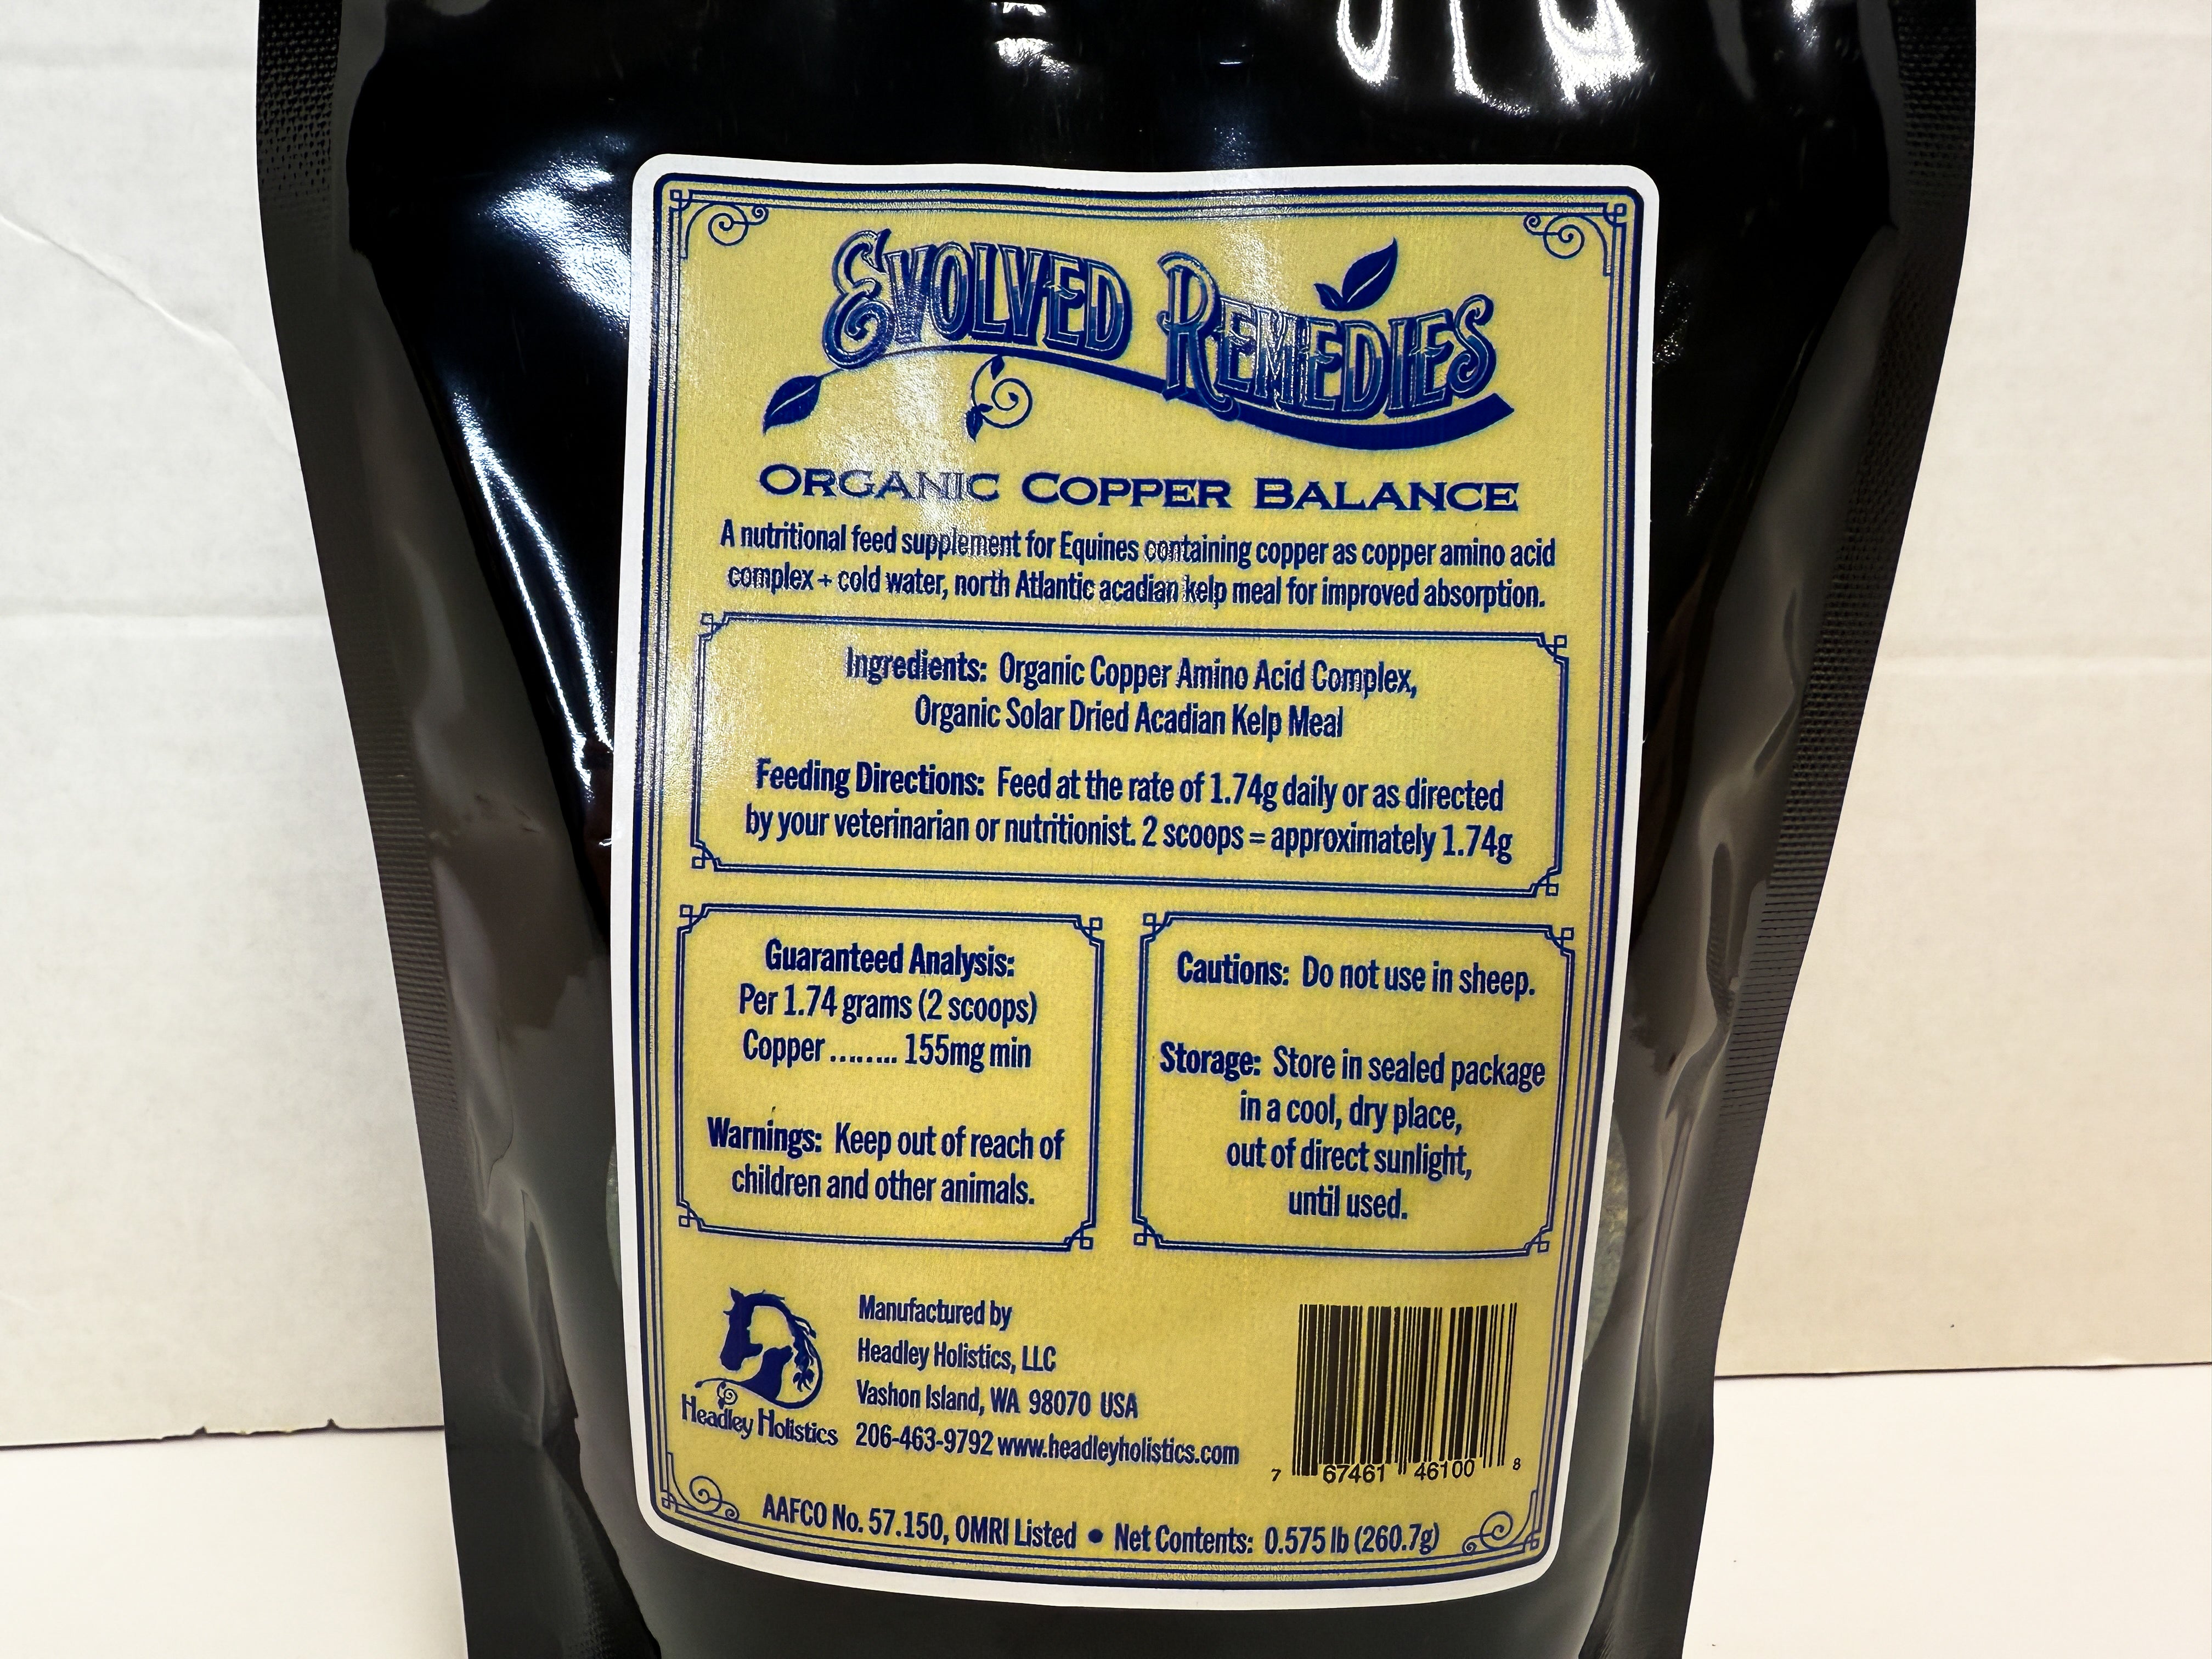 EVOLVED REMEDIES
ORGANIC COPPER BALANCE
A nutritional feed supplement for Equines containing copper as copper amino acid
complex + cold water, north Atlantic acadian kelp meal for improved absorption.
Ingredients: Organic Copper Amino Acid Complex,
Organic Solar Dried Acadian Kelp Meal
Feeding Directions: Feed at the rate of 1.74g daily or as directed
by your veterinarian or nutritionist. 2 scoops = approximately 1.74g
Guaranteed Analysis:
Per 1.74 grams (2 scoops)
Copper ......... 155mg min
Warnings: Keep out of reach of
children and other animals.
Cautions: Do not use in sheep.
Storage: Store in sealed package
in a cool, dry place,
out of direct sunlight,
until used.
Headley Holistics
Manufactured by
Headley Holistics, LLC
Vashon Island, WA 98070 USA
206-463-9792 www.headleyholistics.com
7 67461 46100 8
AAFCO No. 57.150, OMRI Listed • Net Contents: 0.575 lb (260.7g)